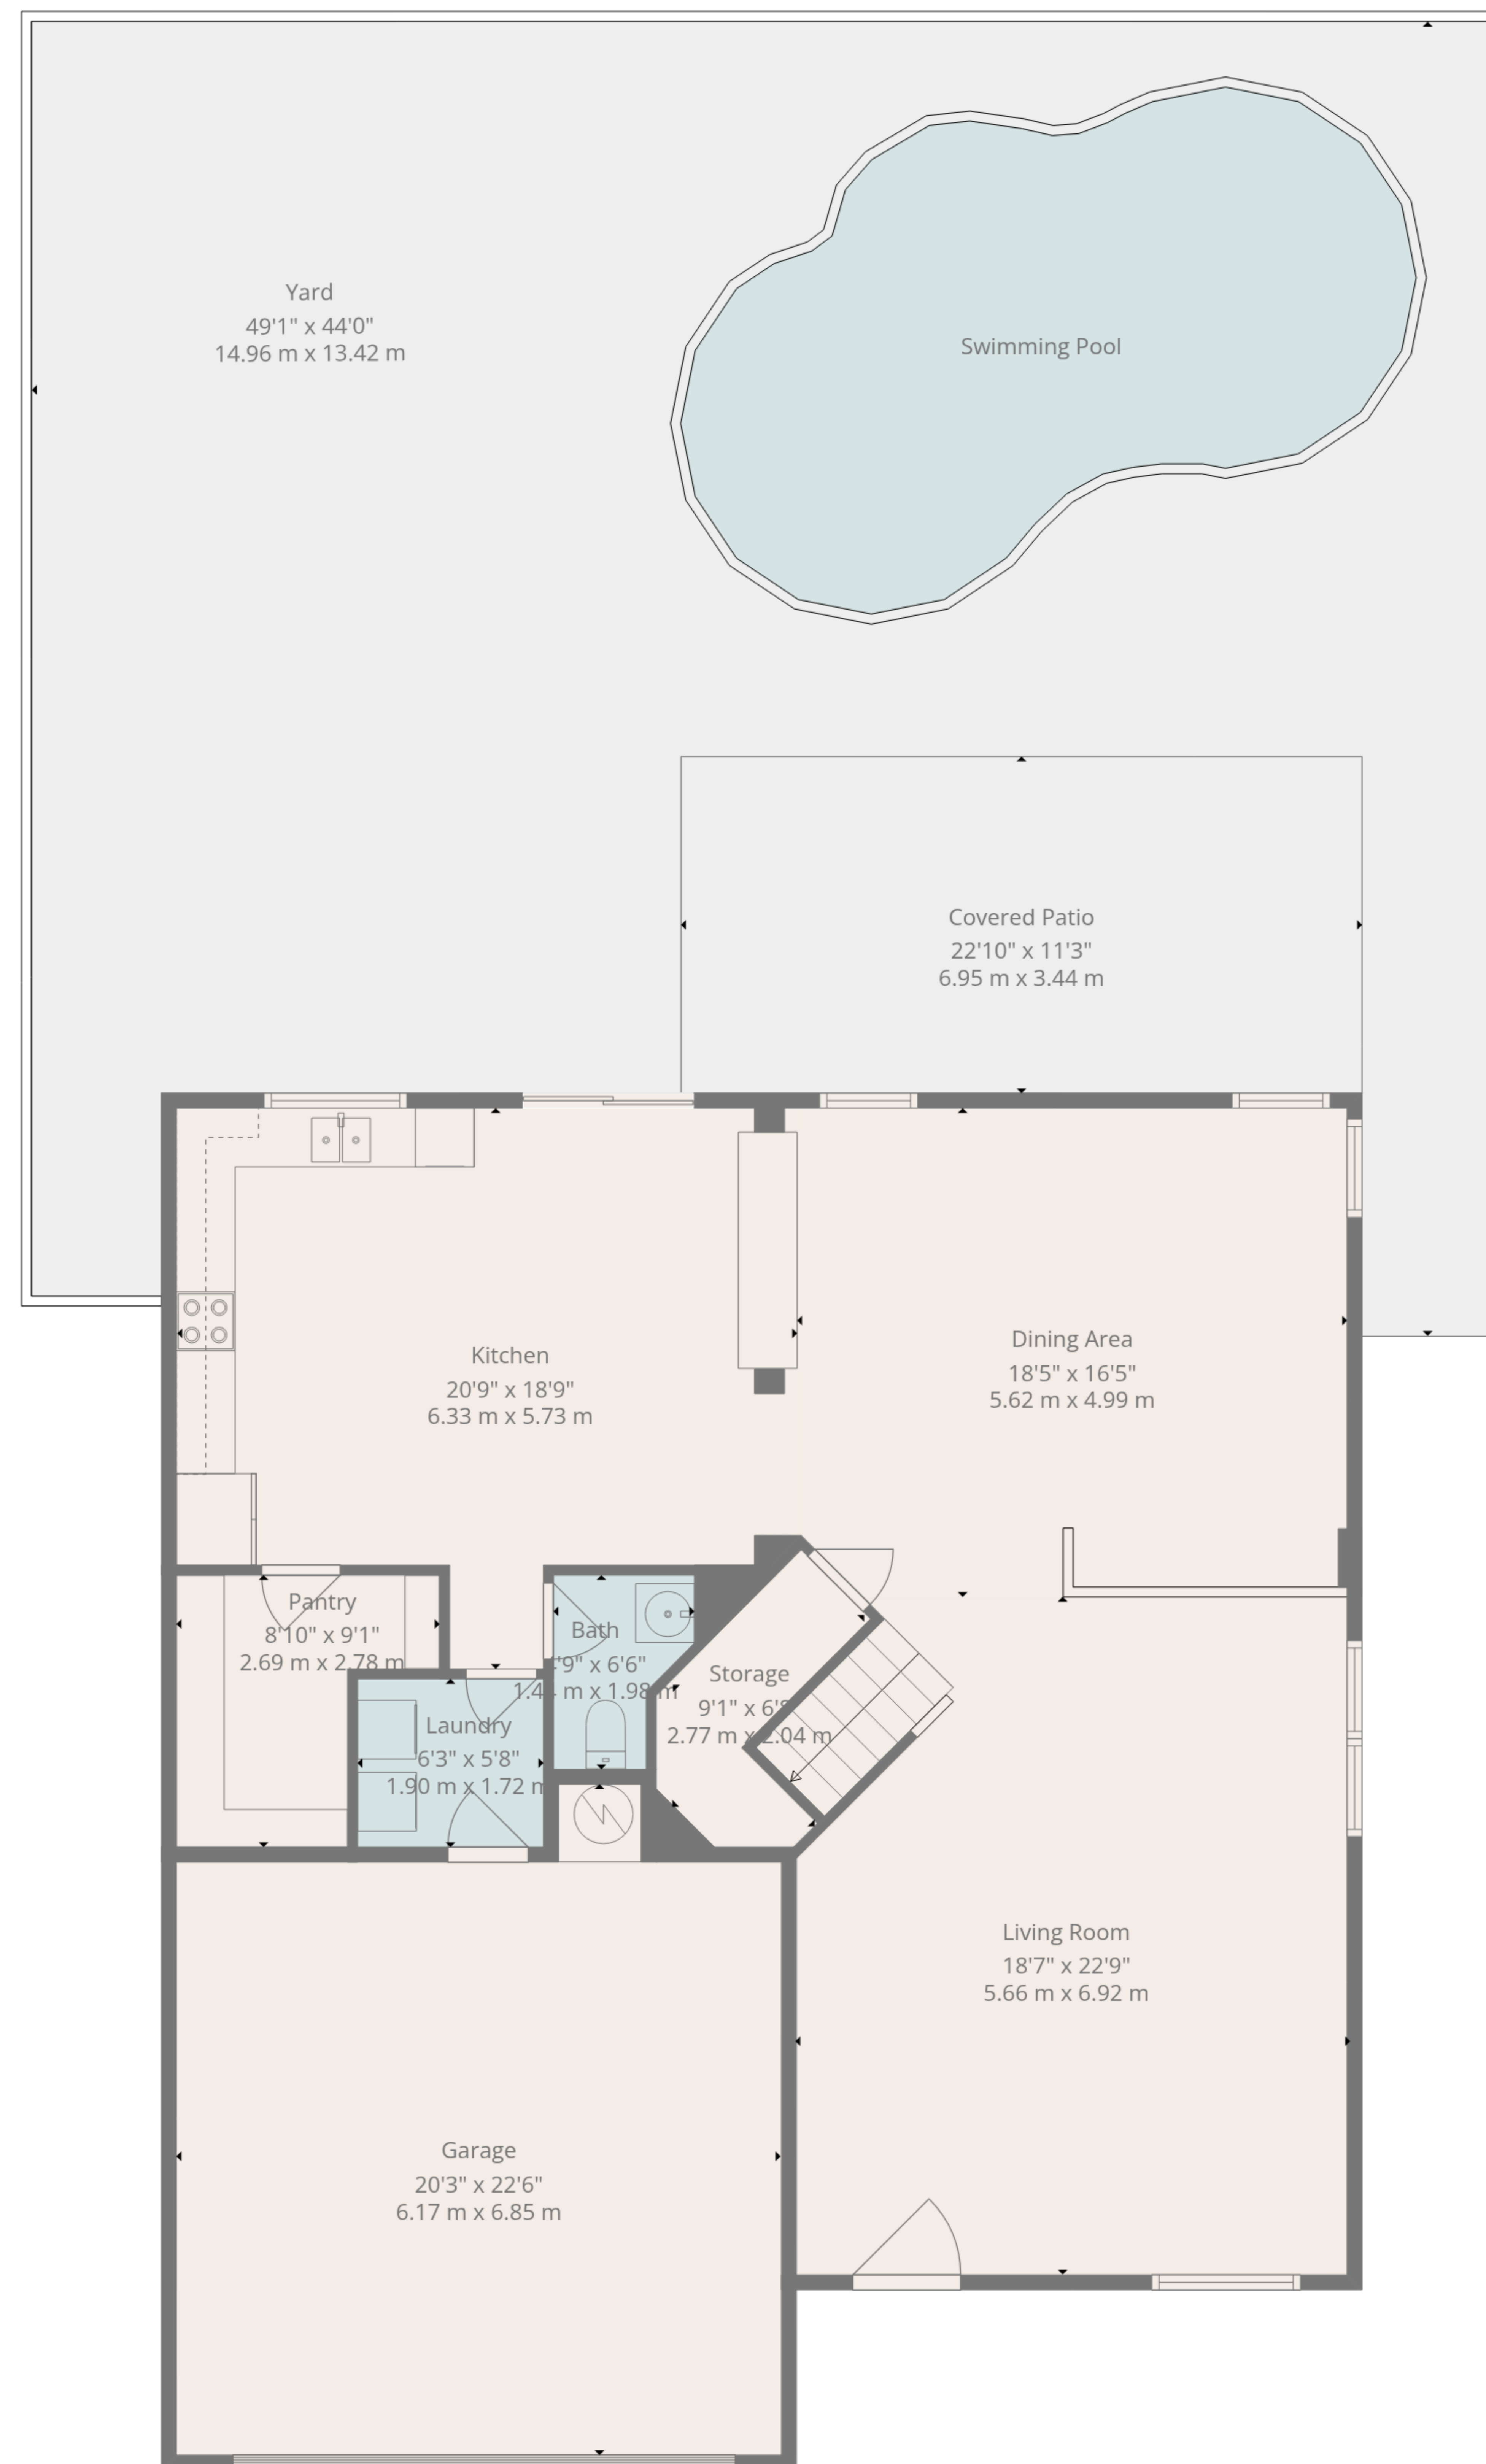 Yard
49'1" x 44'0"
14.96 m x 13.42 m
Swimming Pool
Covered Patio
22'10" x 11'3"
6.95 m x 3.44 m
Kitchen
20'9" x 18'9"
6.33 m x 5.73 m
Dining Area
18'5" x 16'5"
5.62 m x 4.99 m
Pantry
8'10" x 9'1"
2.69 m x 2.78 m
Bath
x 6'6"
m x 1.98 m
Storage
9'1" x
2.77 m x 2.04 m
Laundry
6'3" x 5'8"
1.90 m x 1.72 m
Living Room
18'7" x 22'9"
5.66 m x 6.92 m
Garage
20'3" x 22'6"
6.17 m x 6.85 m